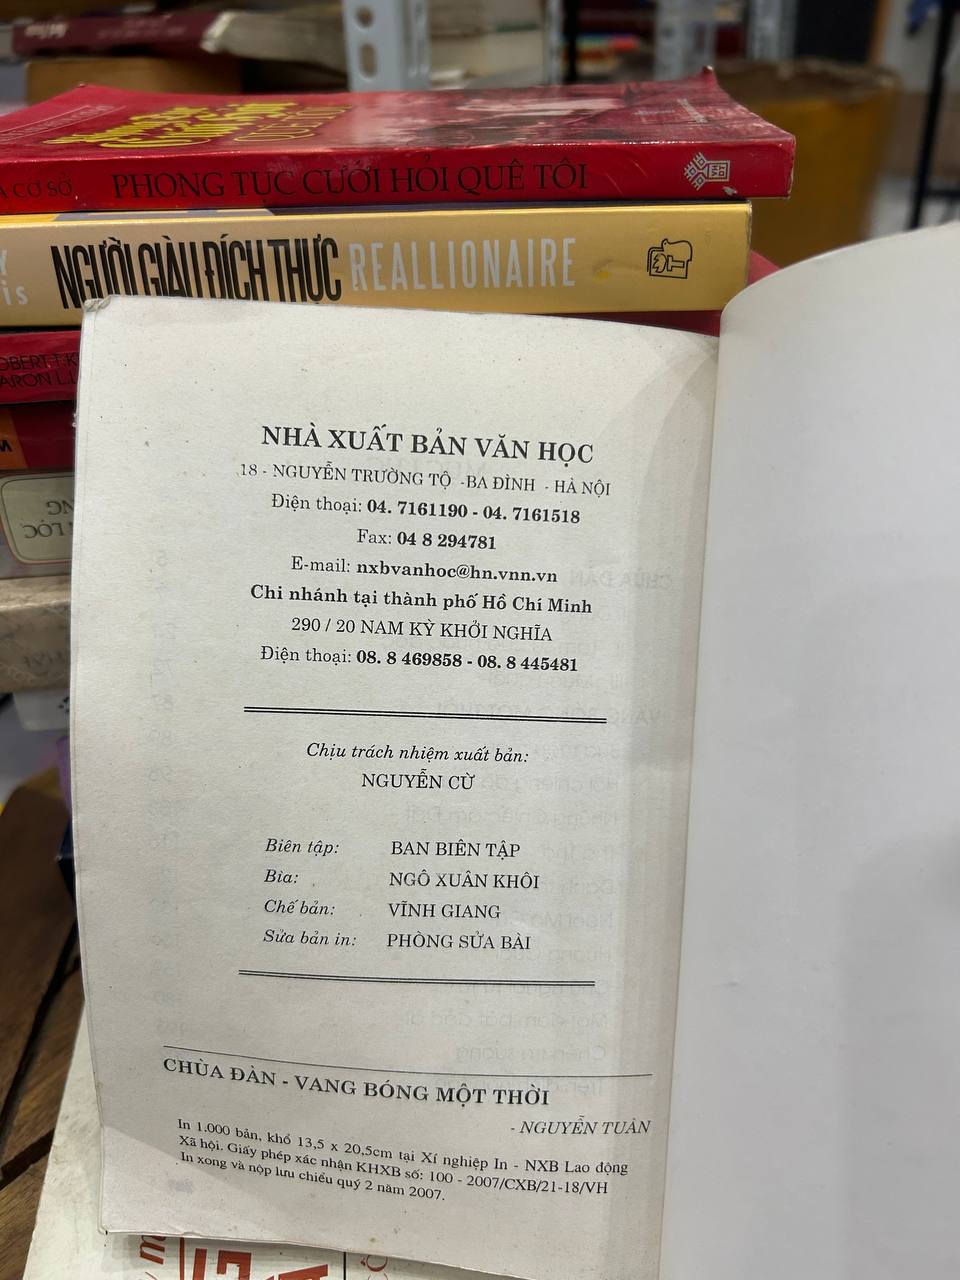 A CƠ SỞ PHONG TỤC CƯỚI HỎI QUÊ TÔI
NGƯỜI GIÀU ĐÍCH THỰC REALLIONAIRE
NHÀ XUẤT BẢN VĂN HỌC
18 - NGUYỄN TRƯỜNG TỘ -BA ĐÌNH - HÀ NỘI
Điện thoại: 04. 7161190 - 04. 7161518
Fax: 04 8 294781
E-mail: nxbvanhoc@hn.vnn.vn
Chi nhánh tại thành phố Hồ Chí Minh
290 / 20 NAM KỲ KHỞI NGHĨA
Điện thoại: 08. 8 469858 - 08. 8 445481
Chịu trách nhiệm xuất bản:
NGUYỄN CỪ
Biên tập: BAN BIÊN TẬP
Bìa: NGÔ XUÂN KHÔI
Chế bản: VĨNH GIANG
Sửa bản in: PHÒNG SỬA BÀI
CHÙA ĐÀN - VANG BÓNG MỘT THỜI
- NGUYỄN TUÂN
In 1.000 bản, khổ 13,5 x 20,5cm tại Xí nghiệp In - NXB Lao động
Xã hội. Giấy phép xác nhận KHXB số: 100 - 2007/CXB/21-18/VH
In xong và nộp lưu chiểu quý 2 năm 2007.